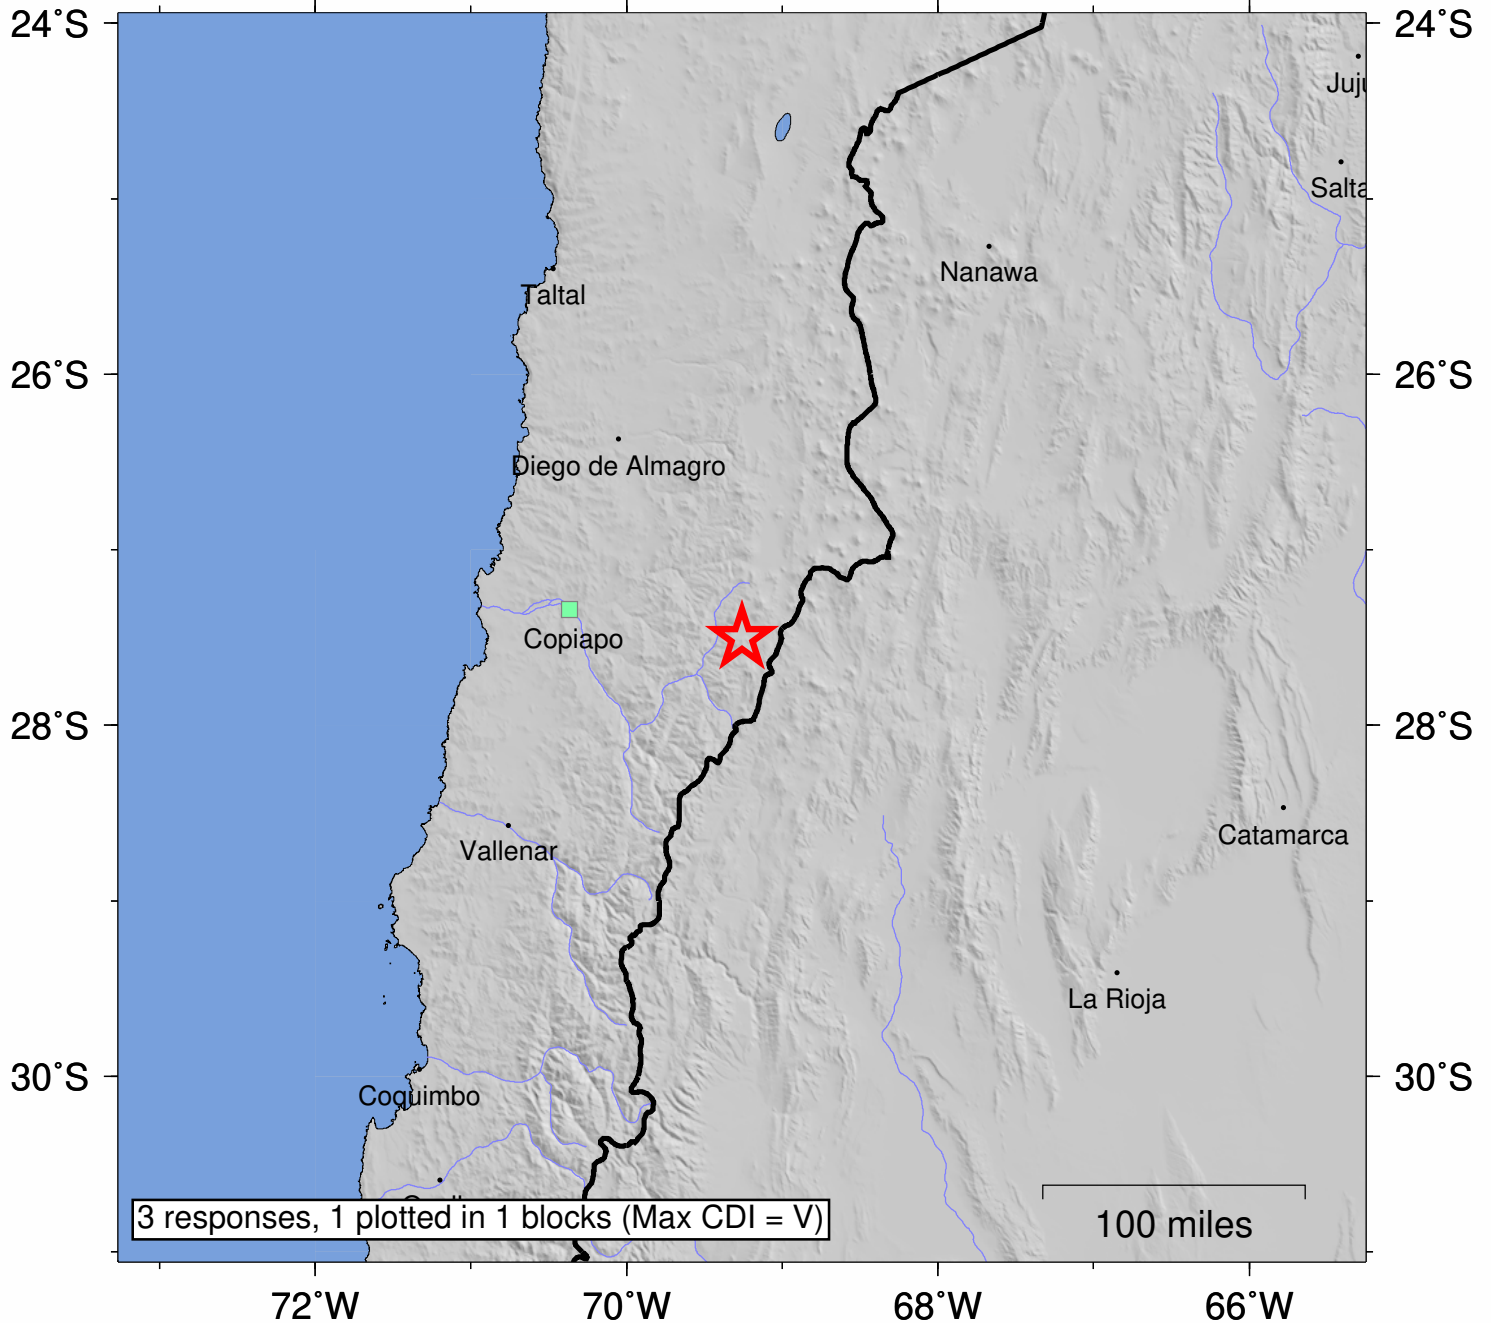 24°S 24°S
Juju
Salta
Nanawa
Taltal
26°S 26°S
Diego de Almagro
Copiapo
28°S 28°S
Catamarca
Vallenar
La Rioja
30°S 30°S
Coquimbo
3 responses, 1 plotted in 1 blocks (Max CDI = V)
100 miles
72°W 70°W 68°W 66°W